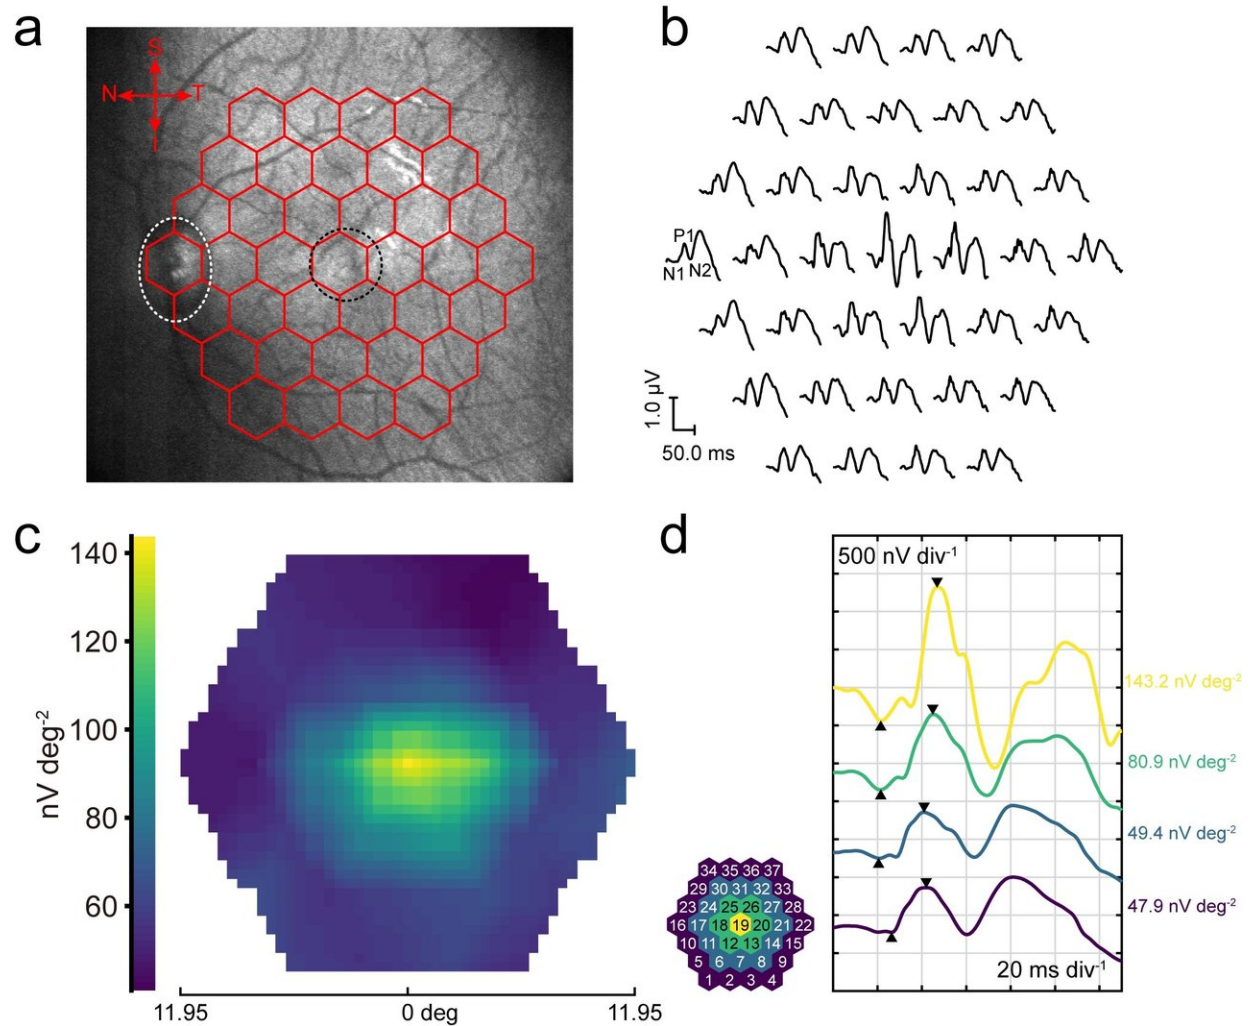 a
S
N
T
I
b
P1
N1
N2
1.0 µV
50.0 ms
c
140
120
100
80
60
nV deg⁻²
11.95
0 deg
11.95
34 35 36 37
29 30 31 32 33
23 24 25 26 27 28
16 17 18 19 20 21 22
10 11 12 13 14 15
5 6 7 8 9
1 2 3 4
d
500 nV div⁻¹
143.2 nV deg⁻²
80.9 nV deg⁻²
49.4 nV deg⁻²
47.9 nV deg⁻²
20 ms div⁻¹